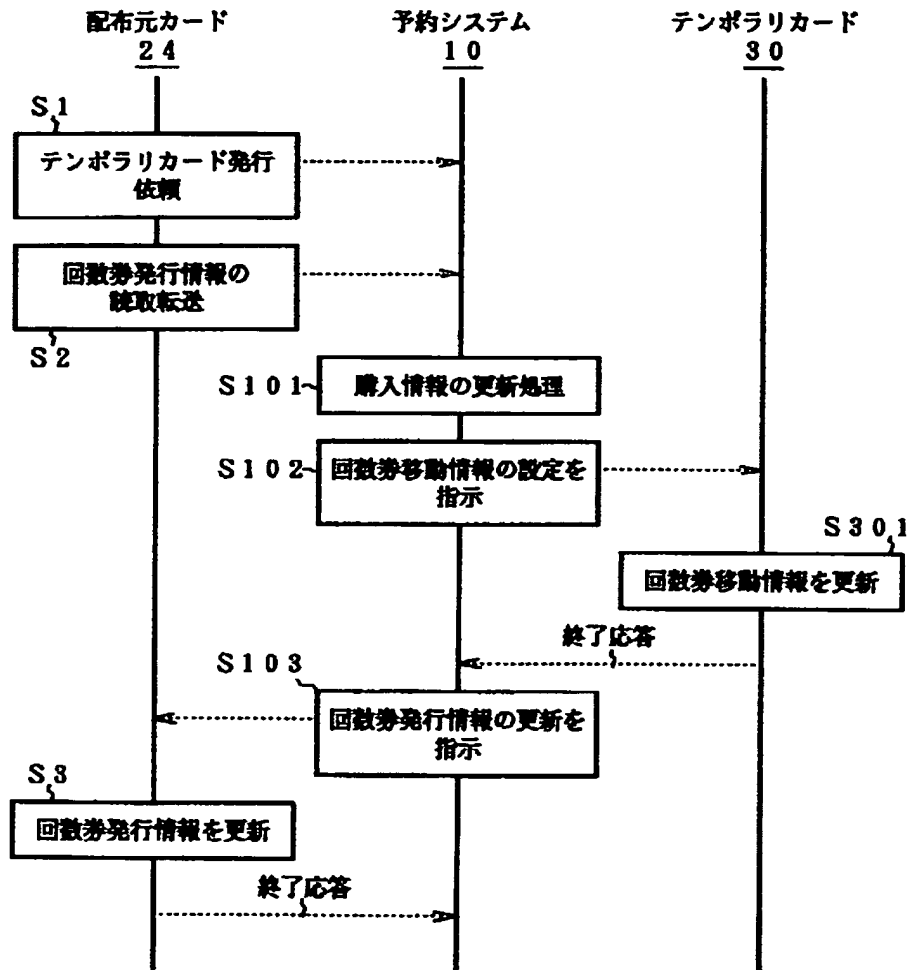 配布元カード
２４
予約システム
１０
テンポラリカード
３０
Ｓ１
テンポラリカード発行
依頼
回数券発行情報の
読取転送
Ｓ２
Ｓ１０１
購入情報の更新処理
Ｓ１０２
回数券移動情報の設定を
指示
Ｓ３０１
回数券移動情報を更新
終了応答
Ｓ１０３
回数券発行情報の更新を
指示
Ｓ３
回数券発行情報を更新
終了応答